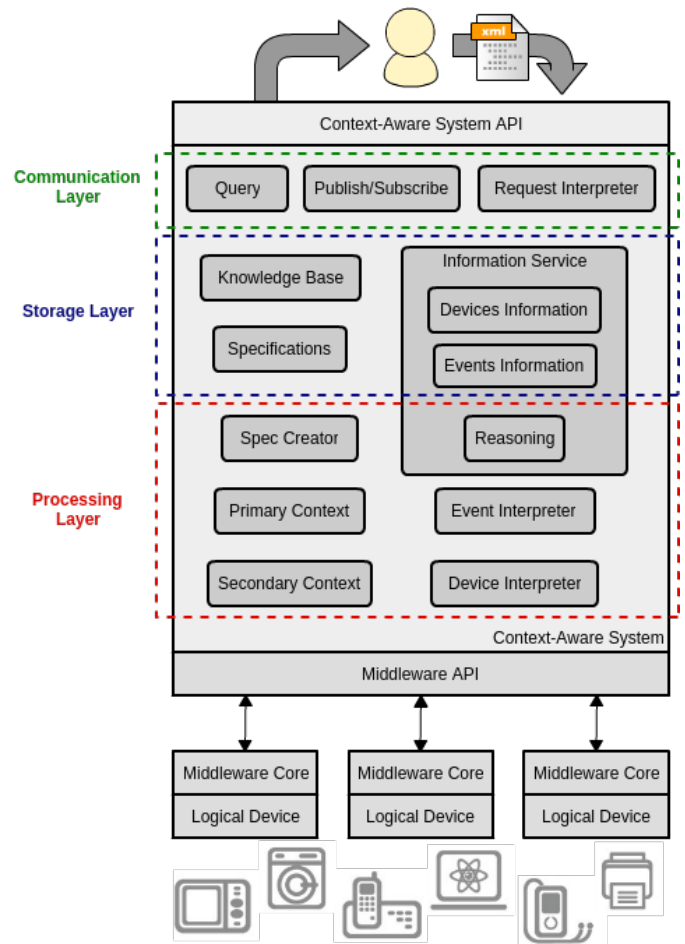 xml
Context-Aware System API
Communication
Layer
Query
Publish/Subscribe
Request Interpreter
Storage Layer
Knowledge Base
Specifications
Information Service
Devices Information
Events Information
Processing
Layer
Spec Creator
Reasoning
Primary Context
Event Interpreter
Secondary Context
Device Interpreter
Context-Aware System
Middleware API
Middleware Core
Middleware Core
Middleware Core
Logical Device
Logical Device
Logical Device